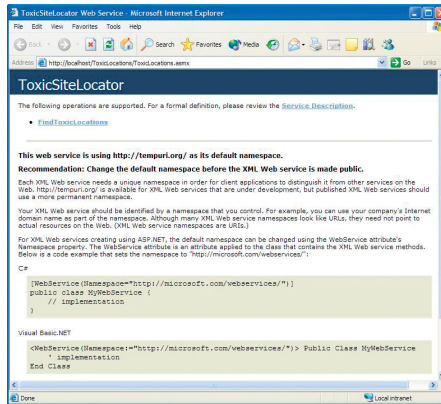 ToxicSiteLocator Web Service - Microsoft Internet Explorer
File Edit View Favorites Tools Help
Back Search Favorites Media
Address http://localhost/ToxicLocations/ToxicLocations.asmx Go Links
ToxicSiteLocator
The following operations are supported. For a formal definition, please review the Service Description.
FindToxicLocations
This web service is using http://tempuri.org/ as its default namespace.
Recommendation: Change the default namespace before the XML Web service is made public.
Each XML Web service needs a unique namespace in order for client applications to distinguish it from other services on the
Web. http://tempuri.org/ is available for XML Web services that are under development, but published XML Web services should
use a more permanent namespace.
Your XML Web service should be identified by a namespace that you control. For example, you can use your company's Internet
domain name as part of the namespace. Although many XML Web service namespaces look like URLs, they need not point to
actual resources on the Web. (XML Web service namespaces are URIs.)
For XML Web services creating using ASP.NET, the default namespace can be changed using the WebService attribute's
Namespace property. The WebService attribute is an attribute applied to the class that contains the XML Web service methods.
Below is a code example that sets the namespace to "http://microsoft.com/webservices/":
C#
[WebService(Namespace="http://microsoft.com/webservices/")]
public class MyWebService {
// implementation
}
Visual Basic.NET
<WebService(Namespace:="http://microsoft.com/webservices/")> Public Class MyWebService
' implementation
End Class
Done Local intranet